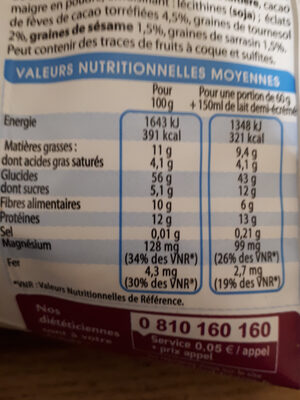 maigre en lécithines (soja) ; éclats
de fèves de cacao torréfiées 4,5%, graines de tournesol
2%, graines de sésame 1,5%, graines de sarrasin 1,5%.
Peut contenir des traces de fruits à coque et sulfites.
VALEURS NUTRITIONNELLES MOYENNES
Pour 100g Pour une portion de 60 g + 150ml de lait demi-écrémé
Energie 1643 kJ 1348 kJ
391 kcal 321 kcal
Matières grasses : 11 g 9,4 g
dont acides gras saturés 4,1 g 4,1 g
Glucides 56 g 43 g
dont sucres 5,1 g 12 g
Fibres alimentaires 10 g 6 g
Protéines 12 g 13 g
Sel 0,01 g 0,21 g
Magnésium 128 mg 99 mg
(34% des VNR*) (26% des VNR*)
Fer 4,3 mg 2,7 mg
(30% des VNR*) (19% des VNR*)
*VNR : Valeurs Nutritionnelles de Référence.
Nos
diététiciennes
sont à votre
0 810 160 160
Service 0,05 € / appel
+ prix appel